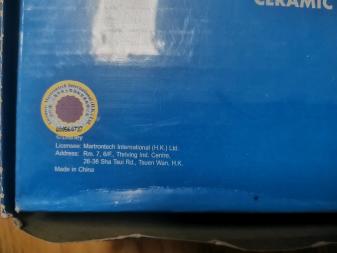 CERAMIC
© Disney
Licensee: Martrontech International (H.K.) Ltd.
Address: Rm. 7, 6/F., Thriving Ind. Centre,
26-38 Sha Tsui Rd., Tsuen Wan, H.K.
Made in China